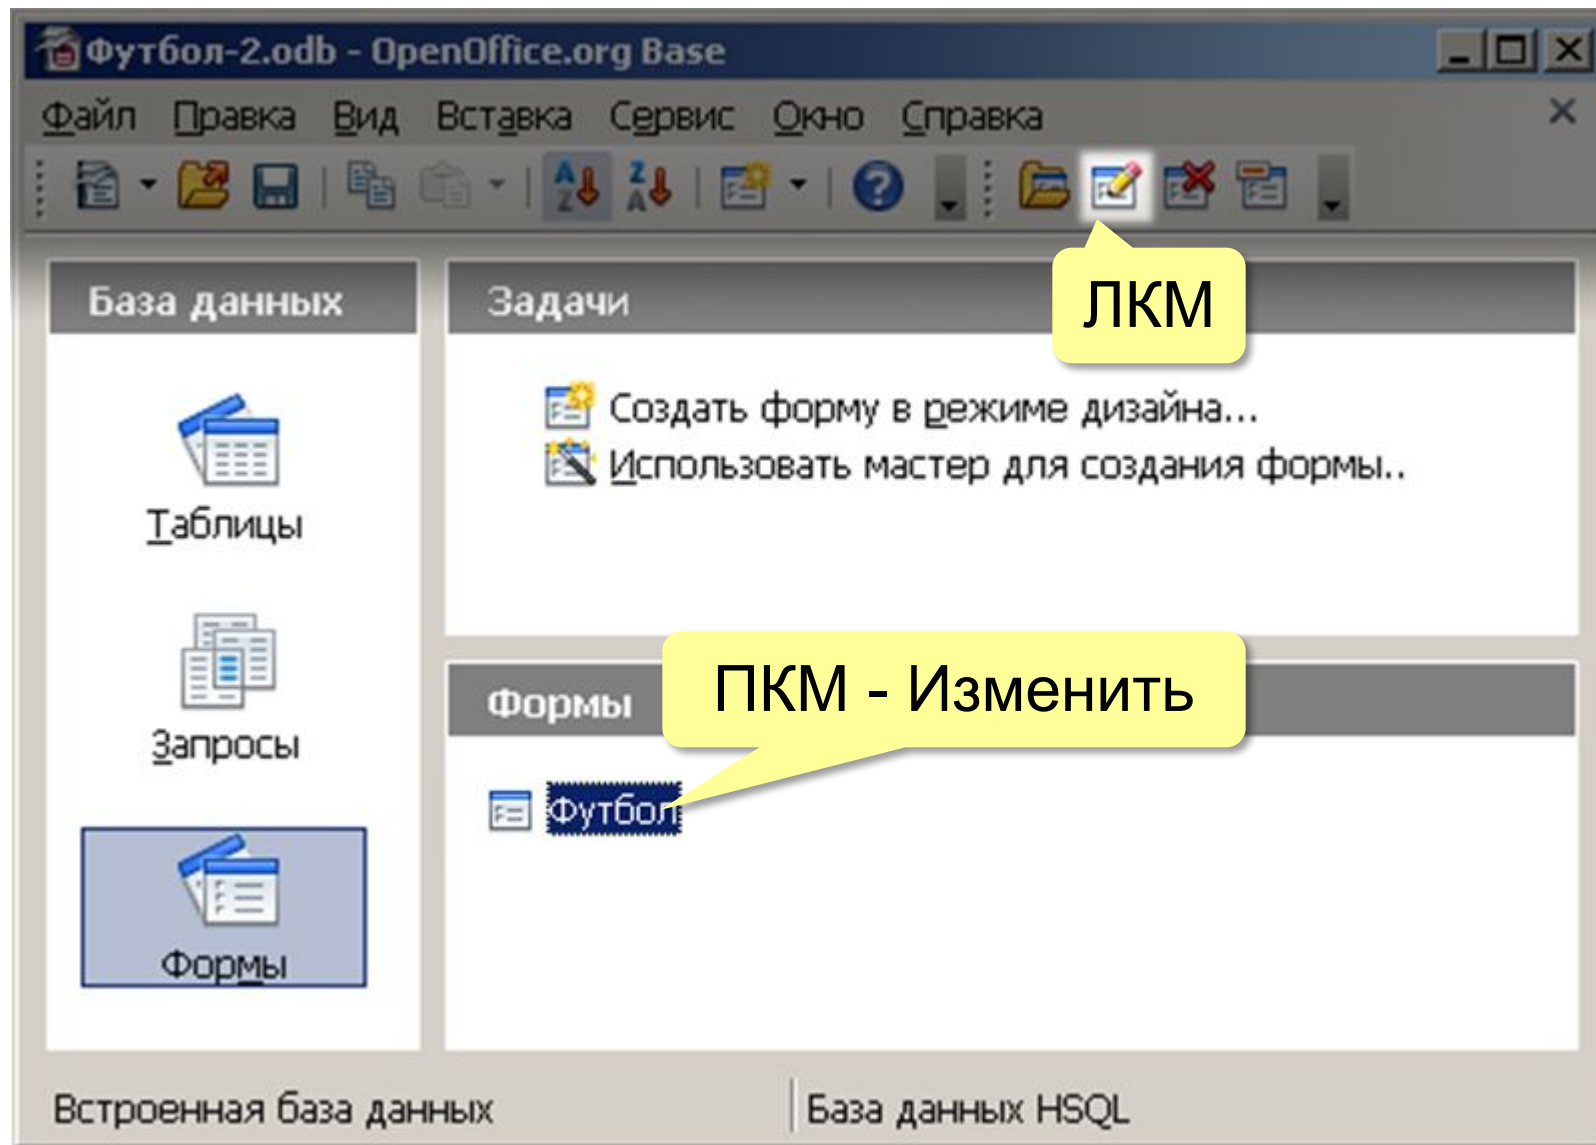 Футбол-2.odb - OpenOffice.org Base
Файл Правка Вид Вставка Сервис Окно Справка
ЛКМ
База данных
Задачи
Создать форму в режиме дизайна...
Использовать мастер для создания формы..
Таблицы
Запросы
Формы
Формы
ПКМ - Изменить
Футбол
Встроенная база данных
База данных HSQL